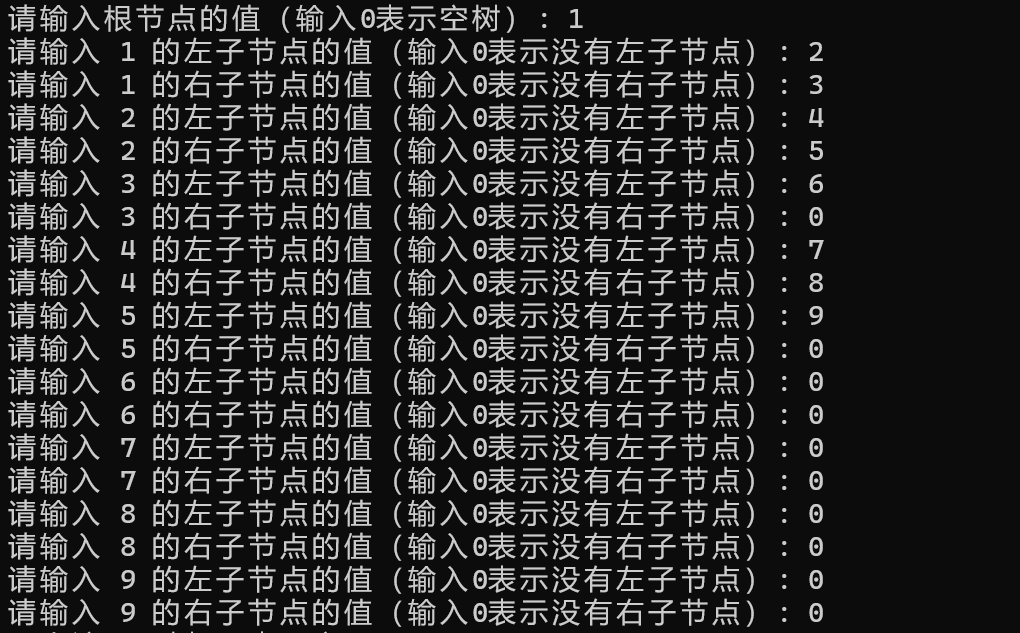 请输入根节点的值 (输入0表示空树) : 1
请输入 1 的左子节点的值 (输入0表示没有左子节点) : 2
请输入 1 的右子节点的值 (输入0表示没有右子节点) : 3
请输入 2 的左子节点的值 (输入0表示没有左子节点) : 4
请输入 2 的右子节点的值 (输入0表示没有右子节点) : 5
请输入 3 的左子节点的值 (输入0表示没有左子节点) : 6
请输入 3 的右子节点的值 (输入0表示没有右子节点) : 0
请输入 4 的左子节点的值 (输入0表示没有左子节点) : 7
请输入 4 的右子节点的值 (输入0表示没有右子节点) : 8
请输入 5 的左子节点的值 (输入0表示没有左子节点) : 9
请输入 5 的右子节点的值 (输入0表示没有右子节点) : 0
请输入 6 的左子节点的值 (输入0表示没有左子节点) : 0
请输入 6 的右子节点的值 (输入0表示没有右子节点) : 0
请输入 7 的左子节点的值 (输入0表示没有左子节点) : 0
请输入 7 的右子节点的值 (输入0表示没有右子节点) : 0
请输入 8 的左子节点的值 (输入0表示没有左子节点) : 0
请输入 8 的右子节点的值 (输入0表示没有右子节点) : 0
请输入 9 的左子节点的值 (输入0表示没有左子节点) : 0
请输入 9 的右子节点的值 (输入0表示没有右子节点) : 0